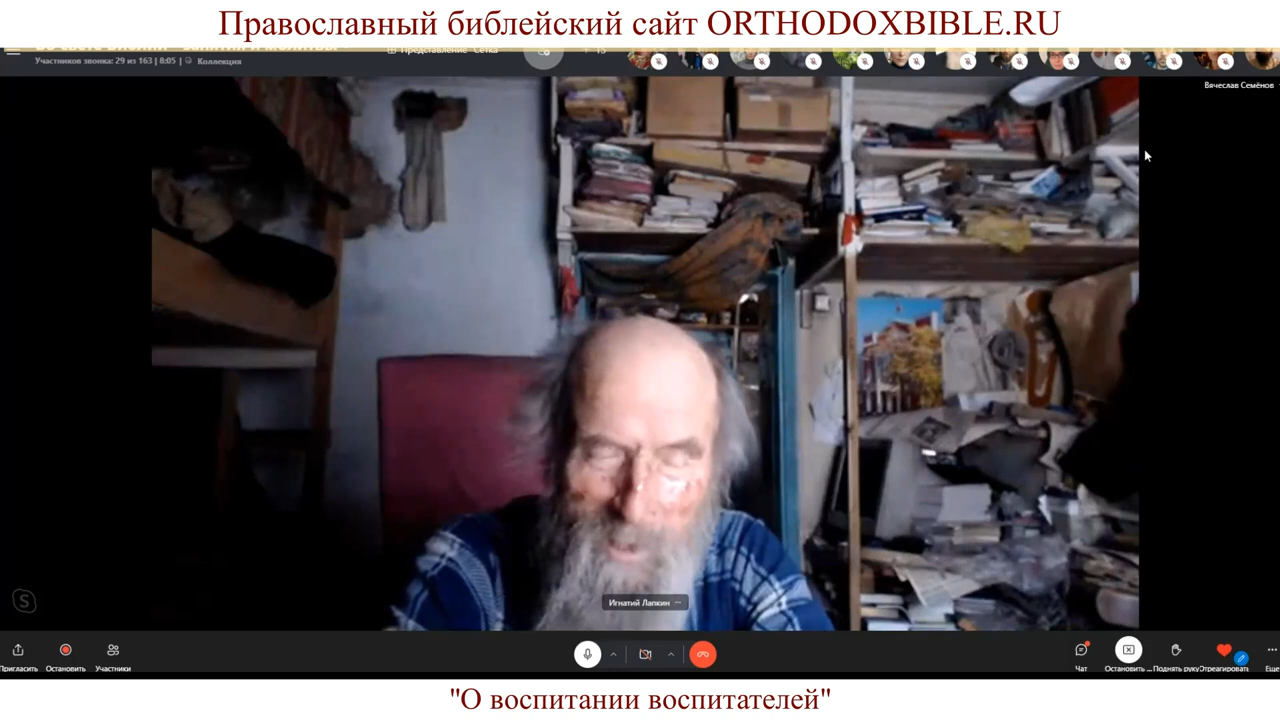 Православный библейский сайт ORTHODOXBIBLE.RU
Представление Сетка
Участников звонка: 29 из 163 | 8:05 | Коллекция
Вячеслав Семёнов
Игнатий Лапкин
S
Пригласить Остановить Участники
Чат Остановить ... Поднять руку Отреагировать Еще
"О воспитании воспитателей"